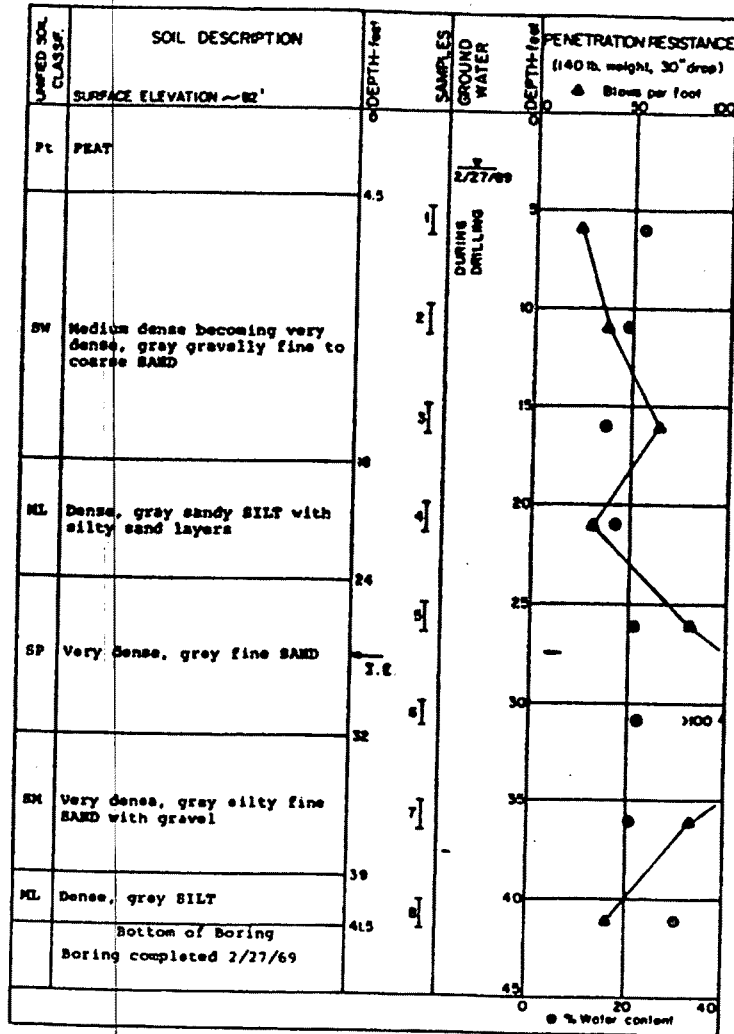 UNIFIED SOIL CLASSIF.
SOIL DESCRIPTION
SURFACE ELEVATION ~ 82'
DEPTH-feet
SAMPLES
GROUND WATER
DEPTH-feet
PENETRATION RESISTANCE
(140 lb. weight, 30" drop)
▲ Blows per foot
0
0
0 50 100
Pt PEAT
2/27/69
4.5
DURING DRILLING
1
5
SW Medium dense becoming very
dense, gray gravelly fine to
coarse SAND
2
10
3
15
18
ML Dense, gray sandy SILT with
silty sand layers
4
20
24
5
25
SP Very dense, grey fine SAND
I.E.
6
30
>100
32
SM Very dense, gray silty fine
SAND with gravel
7
35
39
ML Dense, grey SILT
8
40
41.5
Bottom of Boring
Boring completed 2/27/69
45
0 20 40
● % Water content